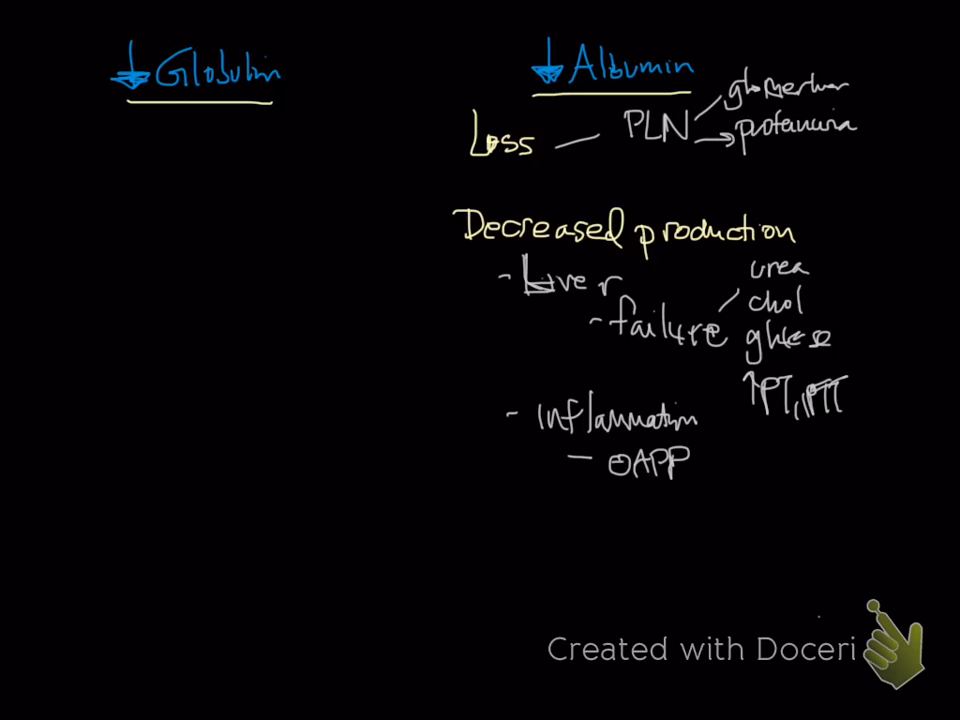 ↓ Globulin
↓ Albumin
Loss — PLN
glomerular
→ proteinuria
Decreased production
- Liver
- failure
urea
chol
glucose
↑PT, PTT
- Inflammation
- ⊖APP
Created with Doceri